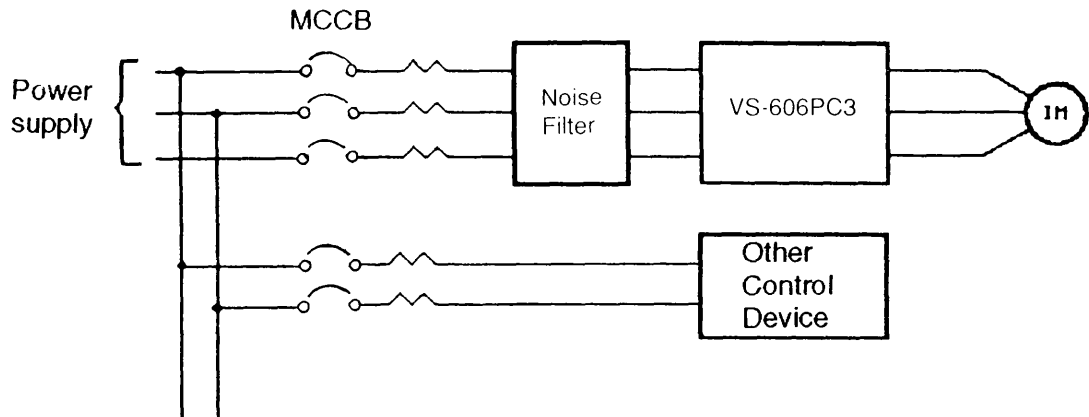 MCCB
Power
supply
Noise
Filter
VS-606PC3
IM
Other
Control
Device